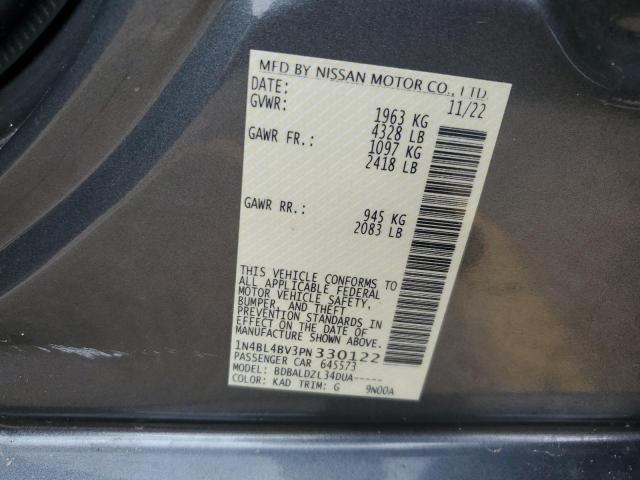 MFD BY NISSAN MOTOR CO., LTD.
DATE: 11/22
GVWR: 1963 KG
4328 LB
GAWR FR.: 1097 KG
2418 LB
GAWR RR.: 945 KG
2083 LB
THIS VEHICLE CONFORMS TO
ALL APPLICABLE FEDERAL
MOTOR VEHICLE SAFETY,
BUMPER, AND THEFT
PREVENTION STANDARDS IN
EFFECT ON THE DATE OF
MANUFACTURE SHOWN ABOVE.
1N4BL4BV3PN330122
PASSENGER CAR 645573
MODEL: BDBALDZL34DUA-----
COLOR: KAD TRIM: G 9N00A